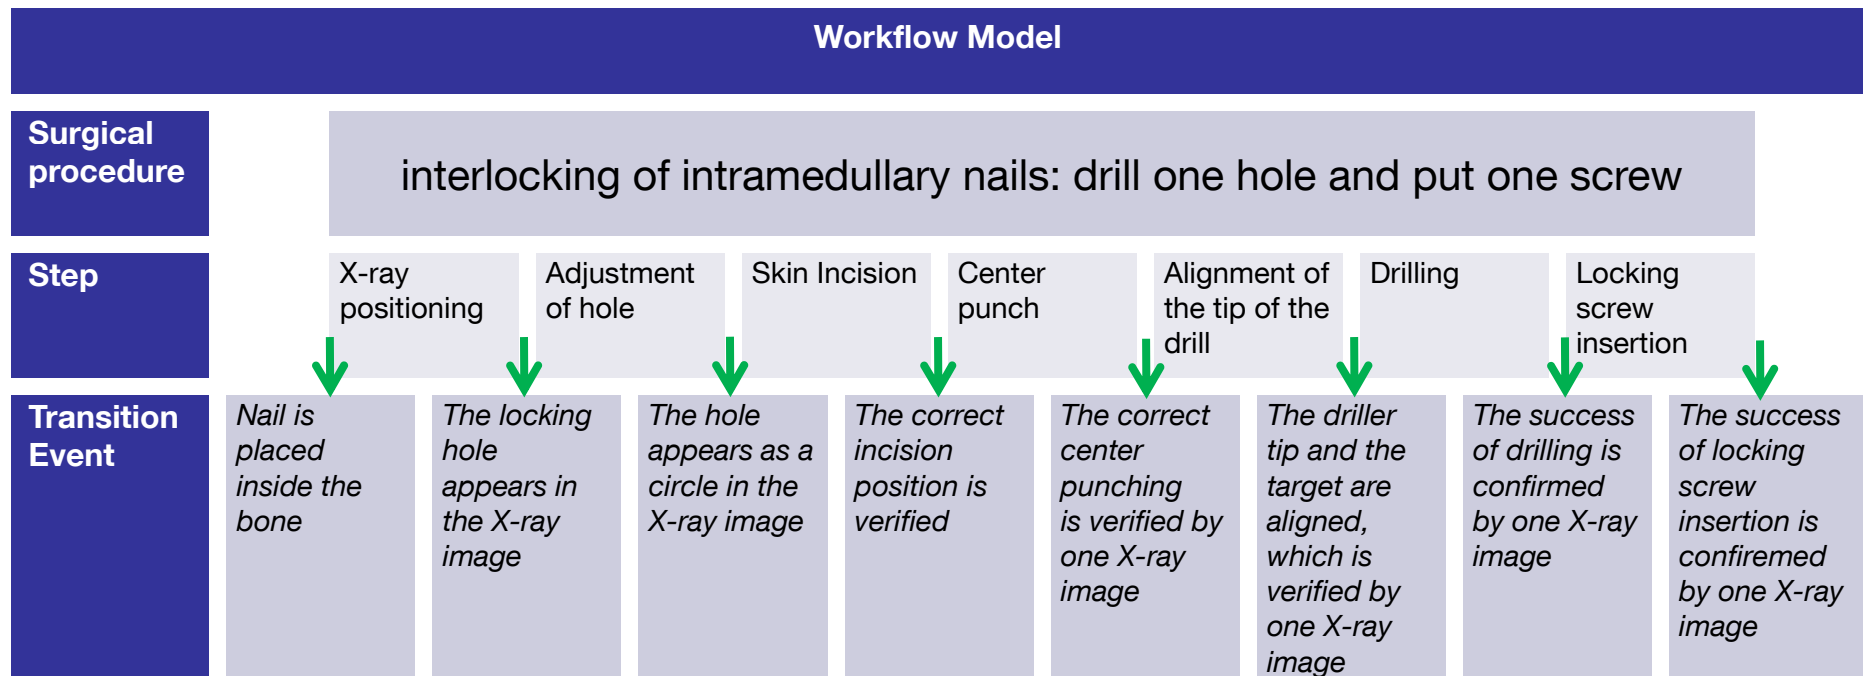 Workflow Model
Surgical
procedure
interlocking of intramedullary nails: drill one hole and put one screw
Step
X-ray
positioning
Adjustment
of hole
Skin Incision
Center
punch
Alignment of
the tip of the
drill
Drilling
Locking
screw
insertion
Transition
Event
Nail is
placed
inside the
bone
The locking
hole
appears in
the X-ray
image
The hole
appears as a
circle in the
X-ray image
The correct
incision
position is
verified
The correct
center
punching
is verified by
one X-ray
image
The driller
tip and the
target are
aligned,
which is
verified by
one X-ray
image
The success
of drilling is
confirmed
by one X-ray
image
The success
of locking
screw
insertion is
confiremed
by one X-ray
image